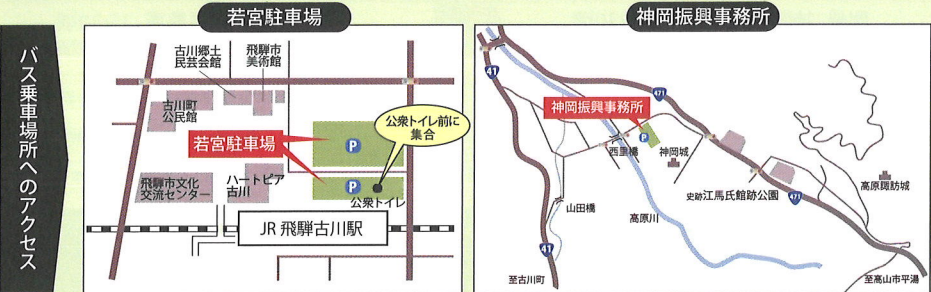 バス乗車場所へのアクセス
若宮駐車場
古川郷土
民芸会館
飛騨市
美術館
古川町
公民館
若宮駐車場
公衆トイレ前に
集合
P
P
飛騨市文化
交流センター
ハートピア
古川
公衆トイレ
JR 飛騨古川駅
神岡振興事務所
41
471
神岡振興事務所
P
西里橋
神岡城
史跡江馬氏館跡公園
471
高原諏訪城
山田橋
高原川
41
至古川町
至高山市平湯